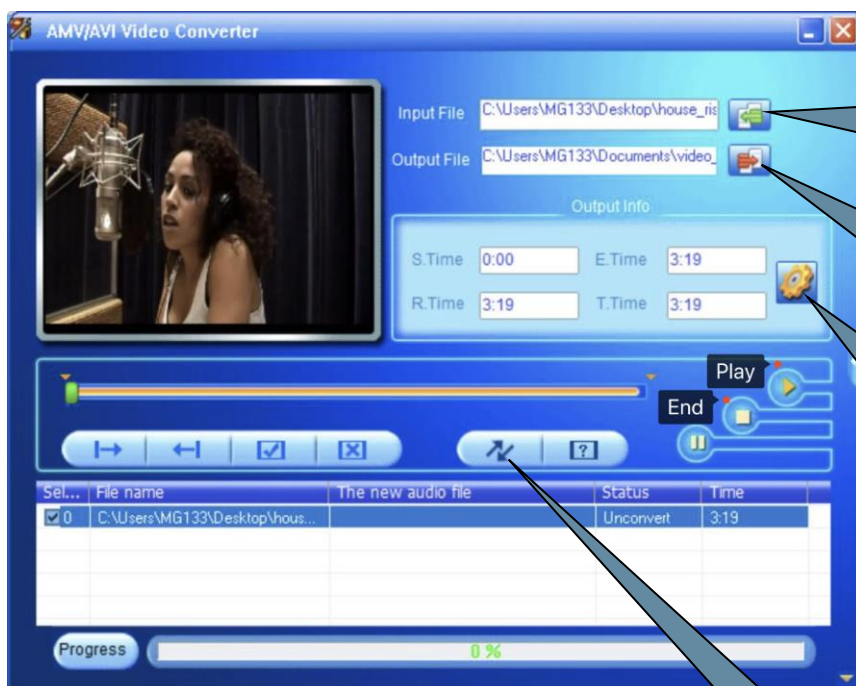 AMV/AVI Video Converter
Input File C:\Users\MG133\Desktop\house_ris
Output File C:\Users\MG133\Documents\video_
Output Info
S.Time 0:00 E.Time 3:19
R.Time 3:19 T.Time 3:19
Play
End
?
Sel... File name The new audio file Status Time
0 C:\Users\MG133\Desktop\hous... Unconvert 3:19
Progress 0 %